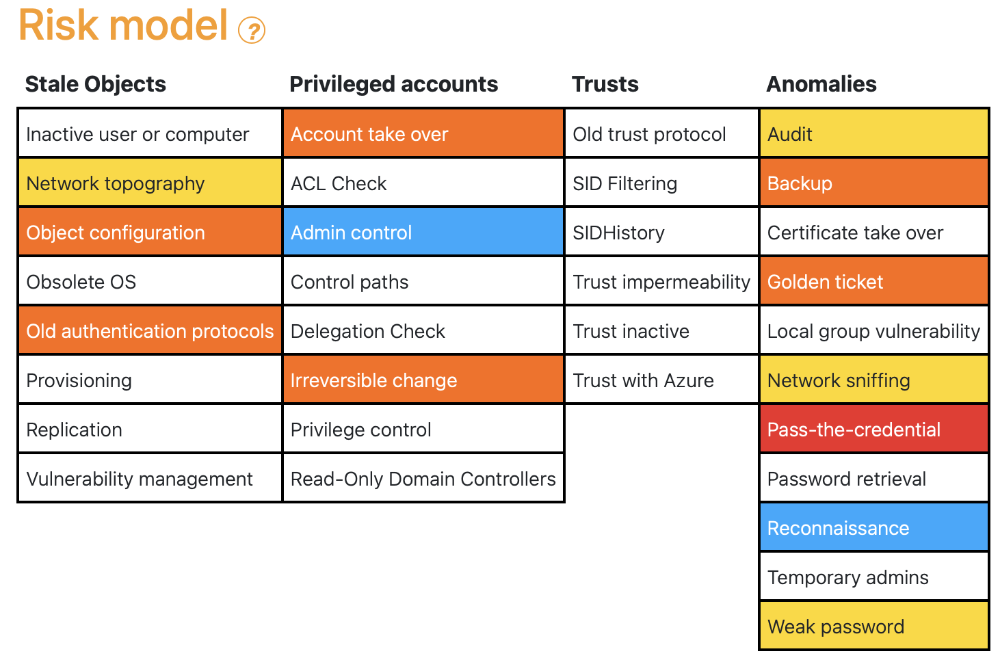 Risk model ?
Stale Objects Privileged accounts Trusts Anomalies
Inactive user or computer Account take over Old trust protocol Audit
Network topography ACL Check SID Filtering Backup
Object configuration Admin control SIDHistory Certificate take over
Obsolete OS Control paths Trust impermeability Golden ticket
Old authentication protocols Delegation Check Trust inactive Local group vulnerability
Provisioning Irreversible change Trust with Azure Network sniffing
Replication Privilege control Pass-the-credential
Vulnerability management Read-Only Domain Controllers Password retrieval
Reconnaissance
Temporary admins
Weak password